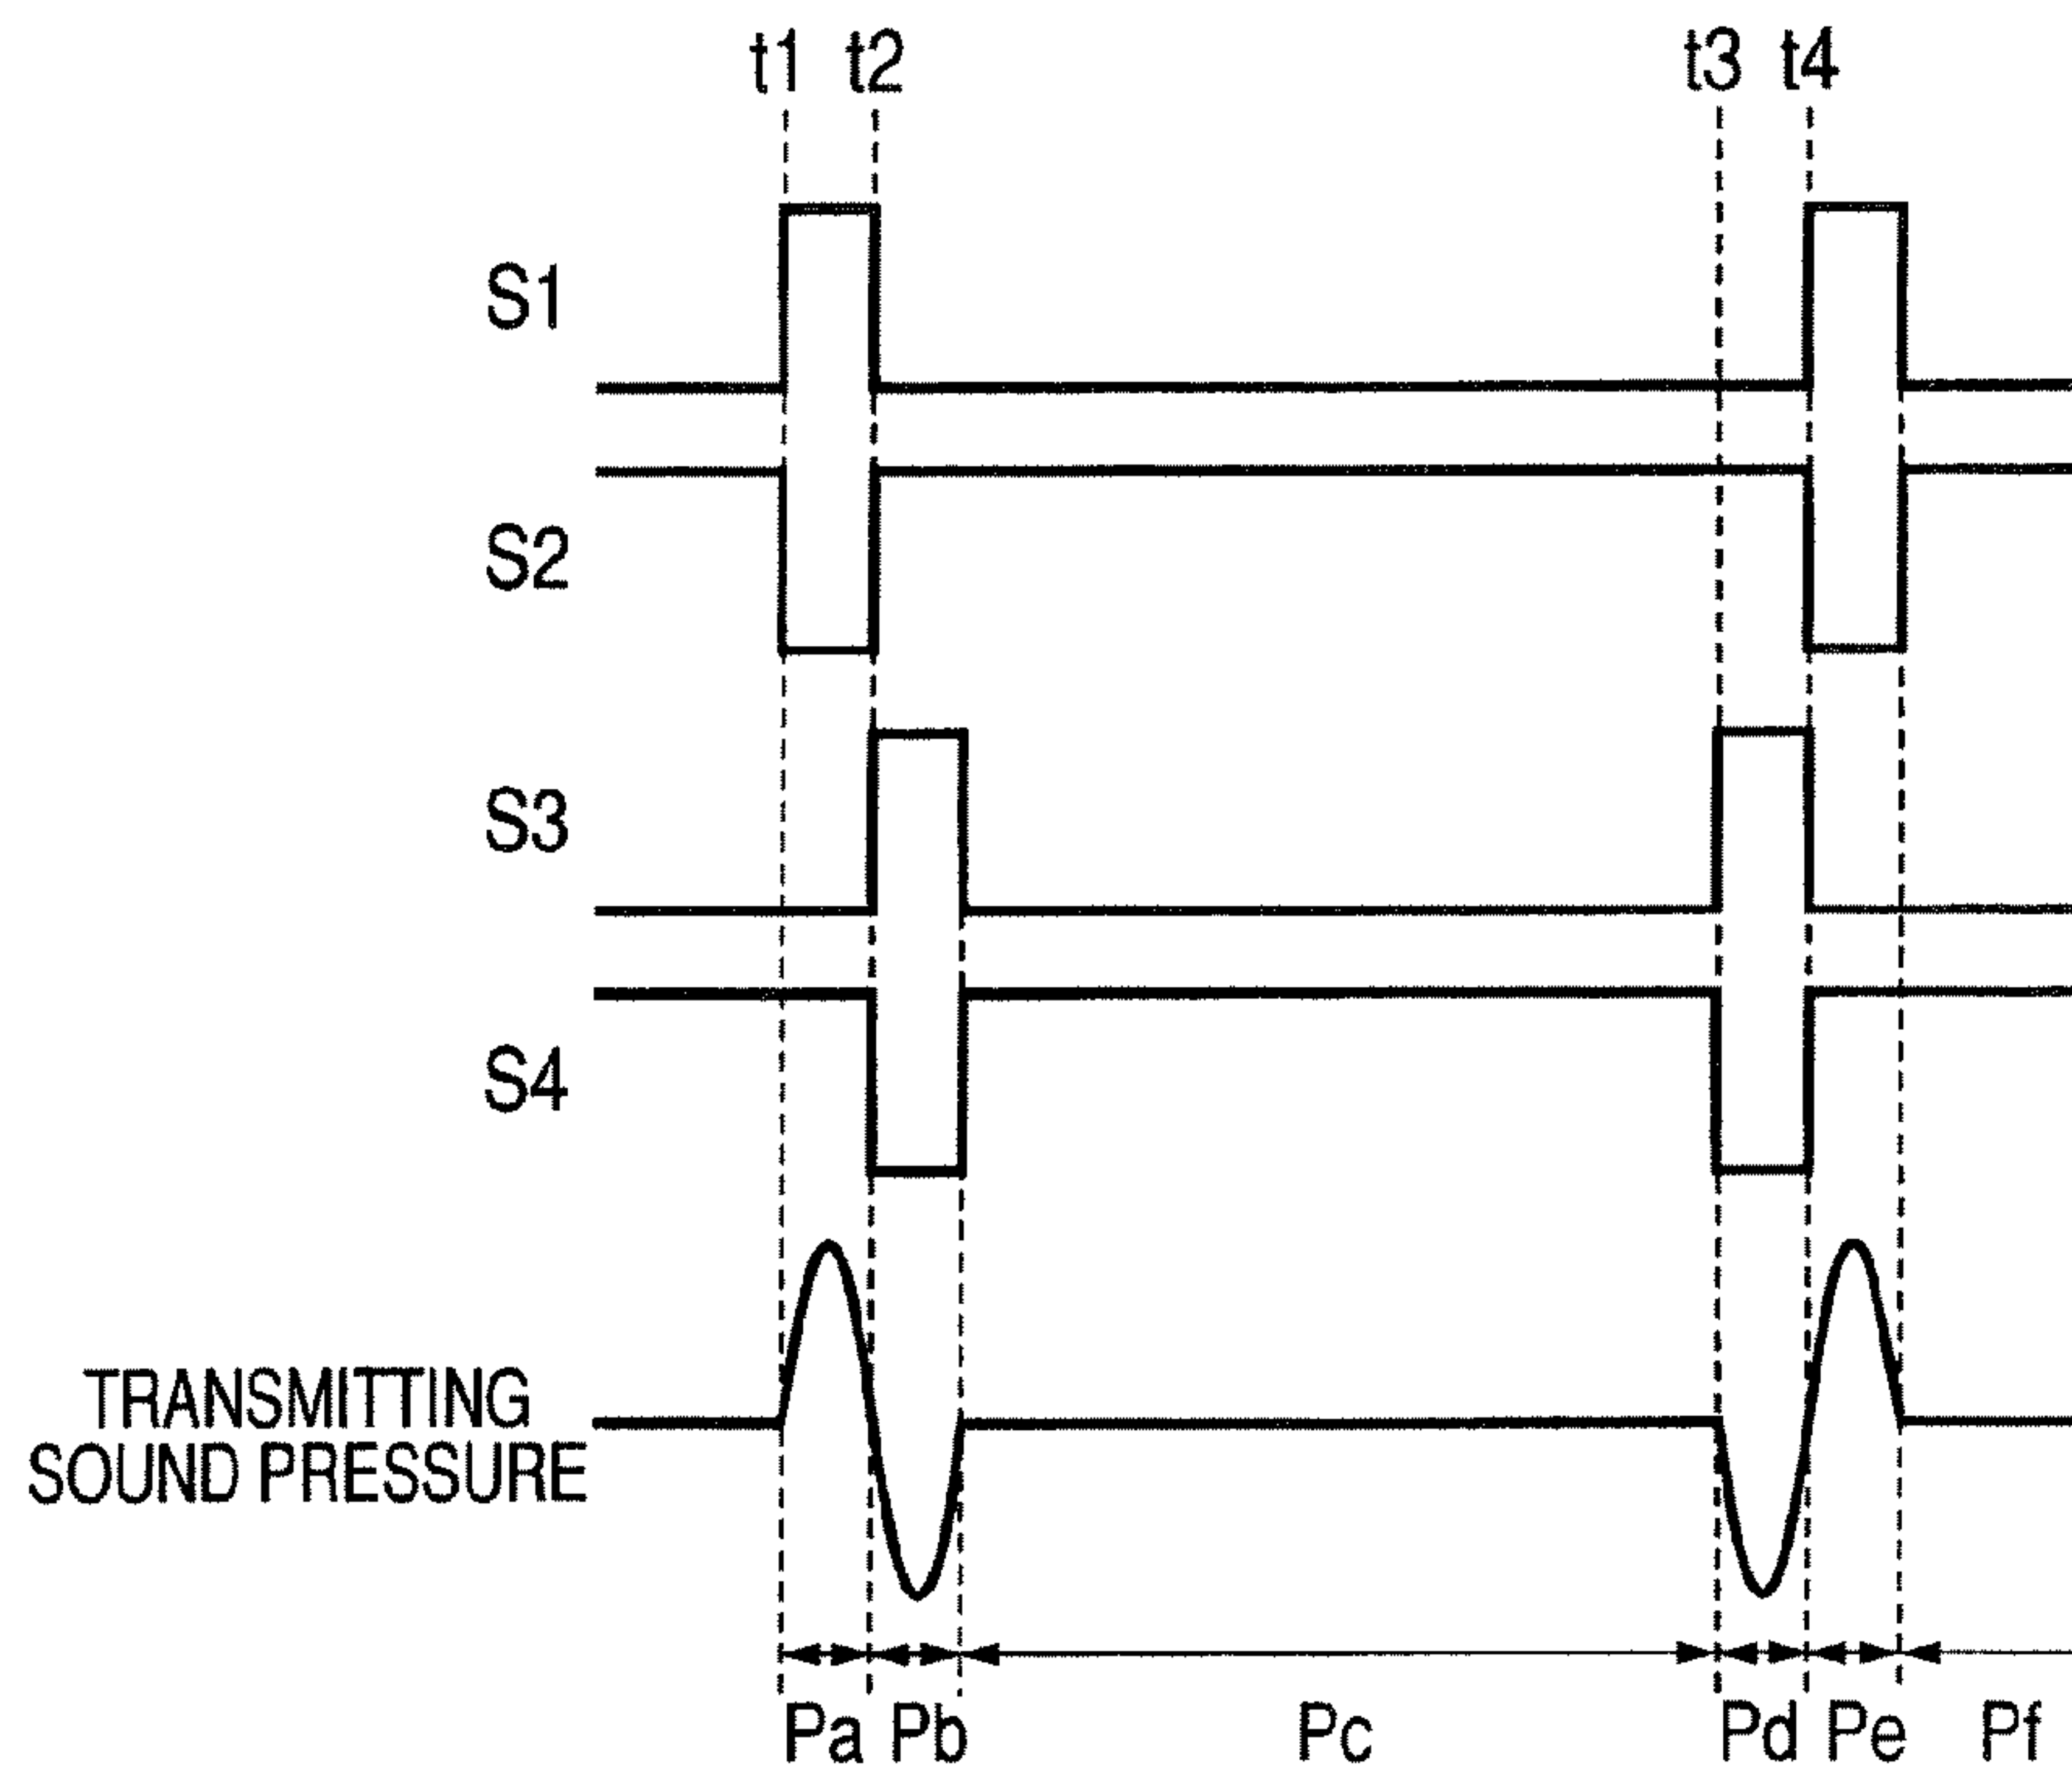 t1 t2 t3 t4
S1
S2
S3
S4
TRANSMITTING
SOUND PRESSURE
Pa Pb Pc Pd Pe Pf